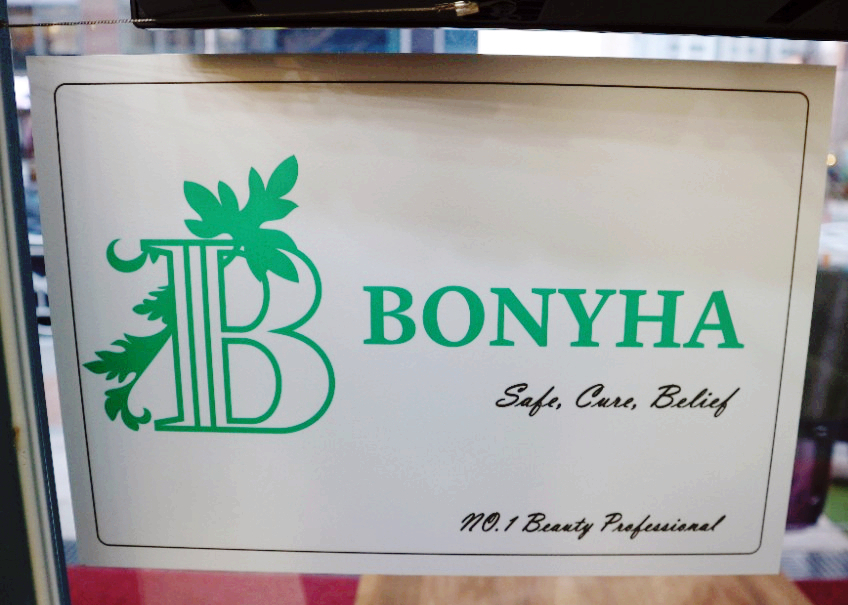 B
BONYHA
Safe, Cure, Belief
NO.1 Beauty Professional